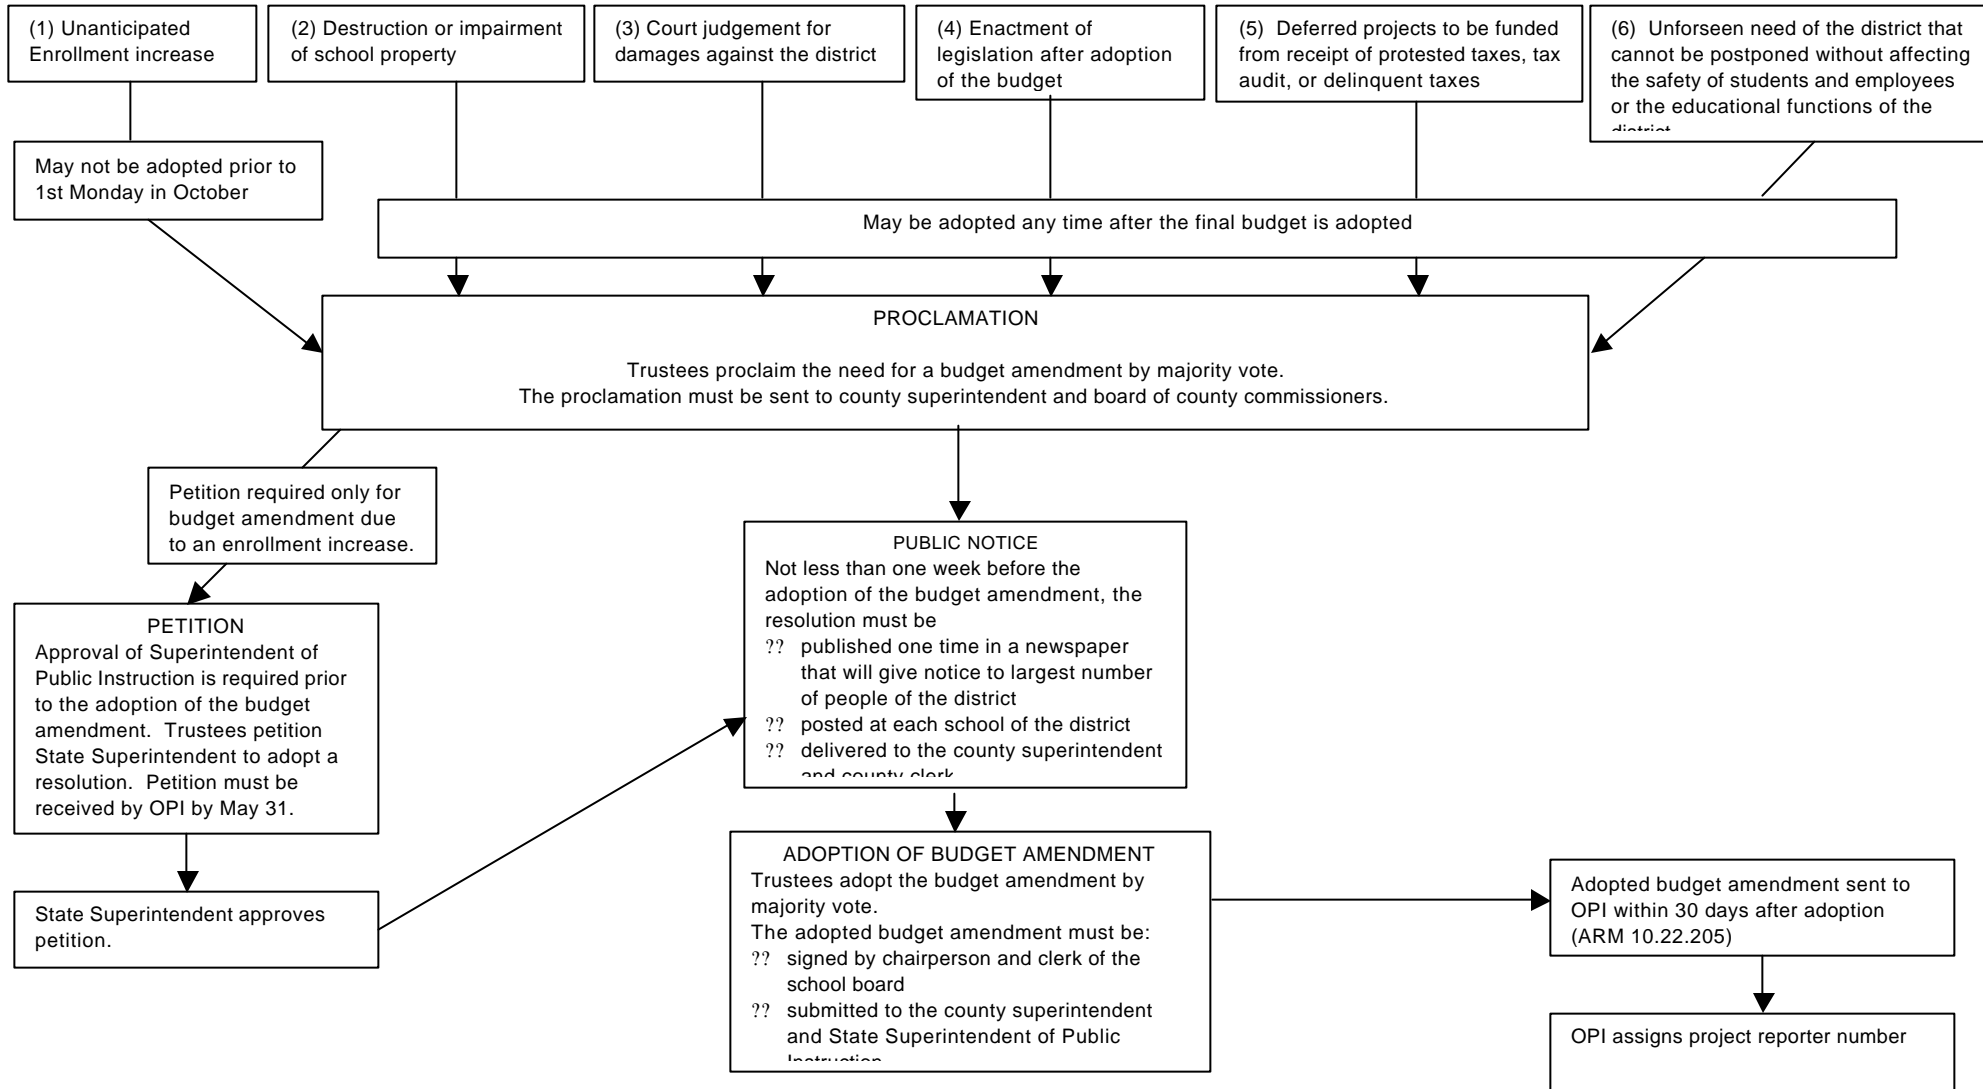 (1) Unanticipated
Enrollment increase
(2) Destruction or impairment
of school property
(3) Court judgement for
damages against the district
(4) Enactment of
legislation after adoption
of the budget
(5) Deferred projects to be funded
from receipt of protested taxes, tax
audit, or delinquent taxes
(6) Unforseen need of the district that
cannot be postponed without affecting
the safety of students and employees
or the educational functions of the
district
May not be adopted prior to
1st Monday in October
May be adopted any time after the final budget is adopted
PROCLAMATION
Trustees proclaim the need for a budget amendment by majority vote.
The proclamation must be sent to county superintendent and board of county commissioners.
Petition required only for
budget amendment due
to an enrollment increase.
PETITION
Approval of Superintendent of
Public Instruction is required prior
to the adoption of the budget
amendment. Trustees petition
State Superintendent to adopt a
resolution. Petition must be
received by OPI by May 31.
State Superintendent approves
petition.
PUBLIC NOTICE
Not less than one week before the
adoption of the budget amendment, the
resolution must be
?? published one time in a newspaper
that will give notice to largest number
of people of the district
?? posted at each school of the district
?? delivered to the county superintendent
and county clerk
ADOPTION OF BUDGET AMENDMENT
Trustees adopt the budget amendment by
majority vote.
The adopted budget amendment must be:
?? signed by chairperson and clerk of the
school board
?? submitted to the county superintendent
and State Superintendent of Public
Instruction
Adopted budget amendment sent to
OPI within 30 days after adoption
(ARM 10.22.205)
OPI assigns project reporter number